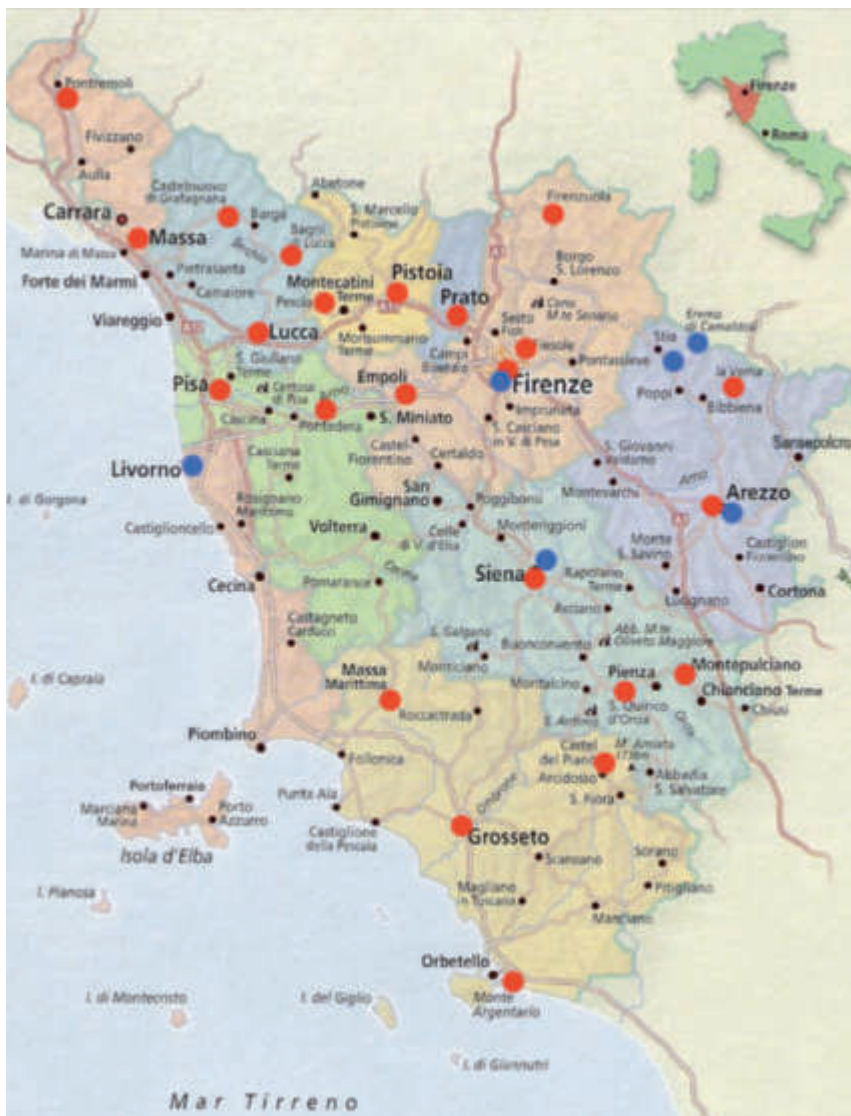 Pontremoli
Firenze
Roma
Fivizzano
Aulla
Castelnuovo
di Garfagnana
Abetone
Firenzuola
Carrara
Barga
S. Marcello
Massa
Bagni
di Lucca
Borgo
S. Lorenzo
Marina di Massa
Pistoia
Forte dei Marmi
Pietrasanta
Montecatini
Terme
Prato
Camaiore
Pescia
Conv.
M.te Senario
Viareggio
Sesto
Fior.
Eremo
di Camaldoli
Stia
Lucca
Monsummano
Terme
Fiesole
Campi
Bisenzio
Pontassieve
la Verna
S. Giuliano
Terme
Pisa
Certosa
di Pisa
Arno
Empoli
Firenze
Poppi
Bibbiena
Cascina
Pontedera
S. Miniato
Impruneta
S. Casciano
in V. di Pesa
Casciana
Terme
Castel-
Fiorentino
Certaldo
S. Giovanni
Valdarno
Sansepolcro
Livorno
Montevarchi
Arno
I. di Gorgona
Rosignano
Marittimo
San
Gimignano
Poggibonsi
Arezzo
Castiglioncello
Volterra
Colle
di V. d'Elsa
Monteriggioni
Monte
S. Savino
Castiglion
Fiorentino
Cecina
Pomarance
Cecina
Siena
Rapolano
Terme
Lucignano
Cortona
Asciano
Castagneto
Carducci
S. Galgano
Monticiano
Buonconvento
Abb. M.te
Oliveto Maggiore
I. di Capraia
Massa
Marittima
Montalcino
Pienza
Montepulciano
Chianciano Terme
Roccastrada
S. Antimo
S. Quirico
d'Orcia
Orcia
Chiusi
Piombino
Follonica
Castel
del Piano
M. Amiata
Arcidosso
Abbadia
S. Salvatore
Portoferraio
Marciana
Marina
Porto
Azzurro
Punta Ala
Ombrone
S. Fiora
Isola d'Elba
Castiglione
della Pescaia
Grosseto
Scansano
Sorano
I. Pianosa
Magliano
in Toscana
Pitigliano
Manciano
Orbetello
I. di Montecristo
I. del Giglio
Monte
Argentario
I. di Giannutri
Mar Tirreno